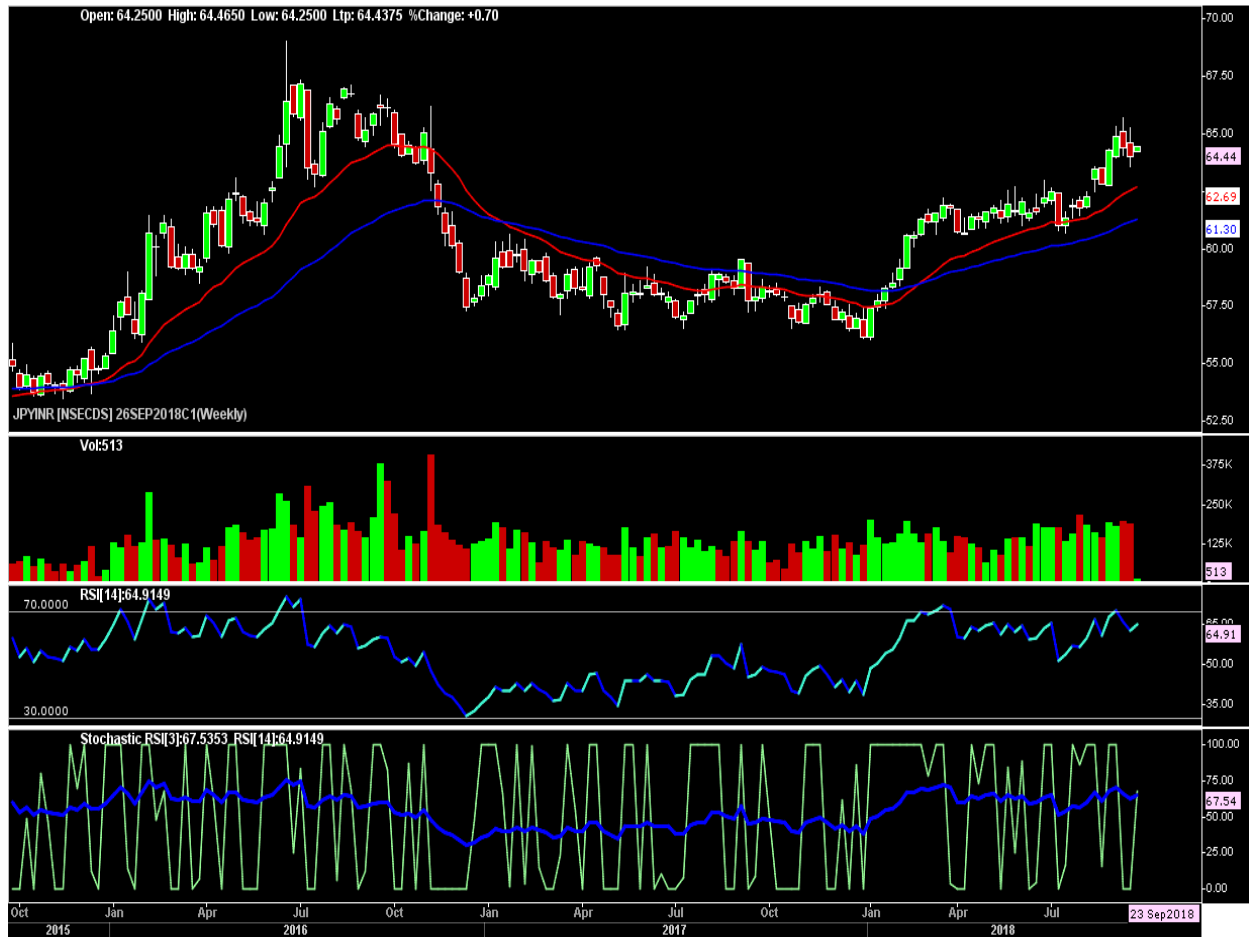 Open: 64.2500 High: 64.4650 Low: 64.2500 Ltp: 64.4375 %Change: +0.70
70.00
67.50
65.00
64.44
62.69
61.30
60.00
57.50
55.00
52.50
JPYINR [NSECDS] 26SEP2018C1(Weekly)
Vol:513
375K
250K
125K
513
RSI[14]:64.9149
70.0000
65.00
64.91
50.00
35.00
30.0000
Stochastic RSI[3]:67.5353 RSI[14]:64.9149
100.00
75.00
67.54
50.00
25.00
0.00
Oct Jan Apr Jul Oct Jan Apr Jul Oct Jan Apr Jul 23 Sep2018
2015 2016 2017 2018